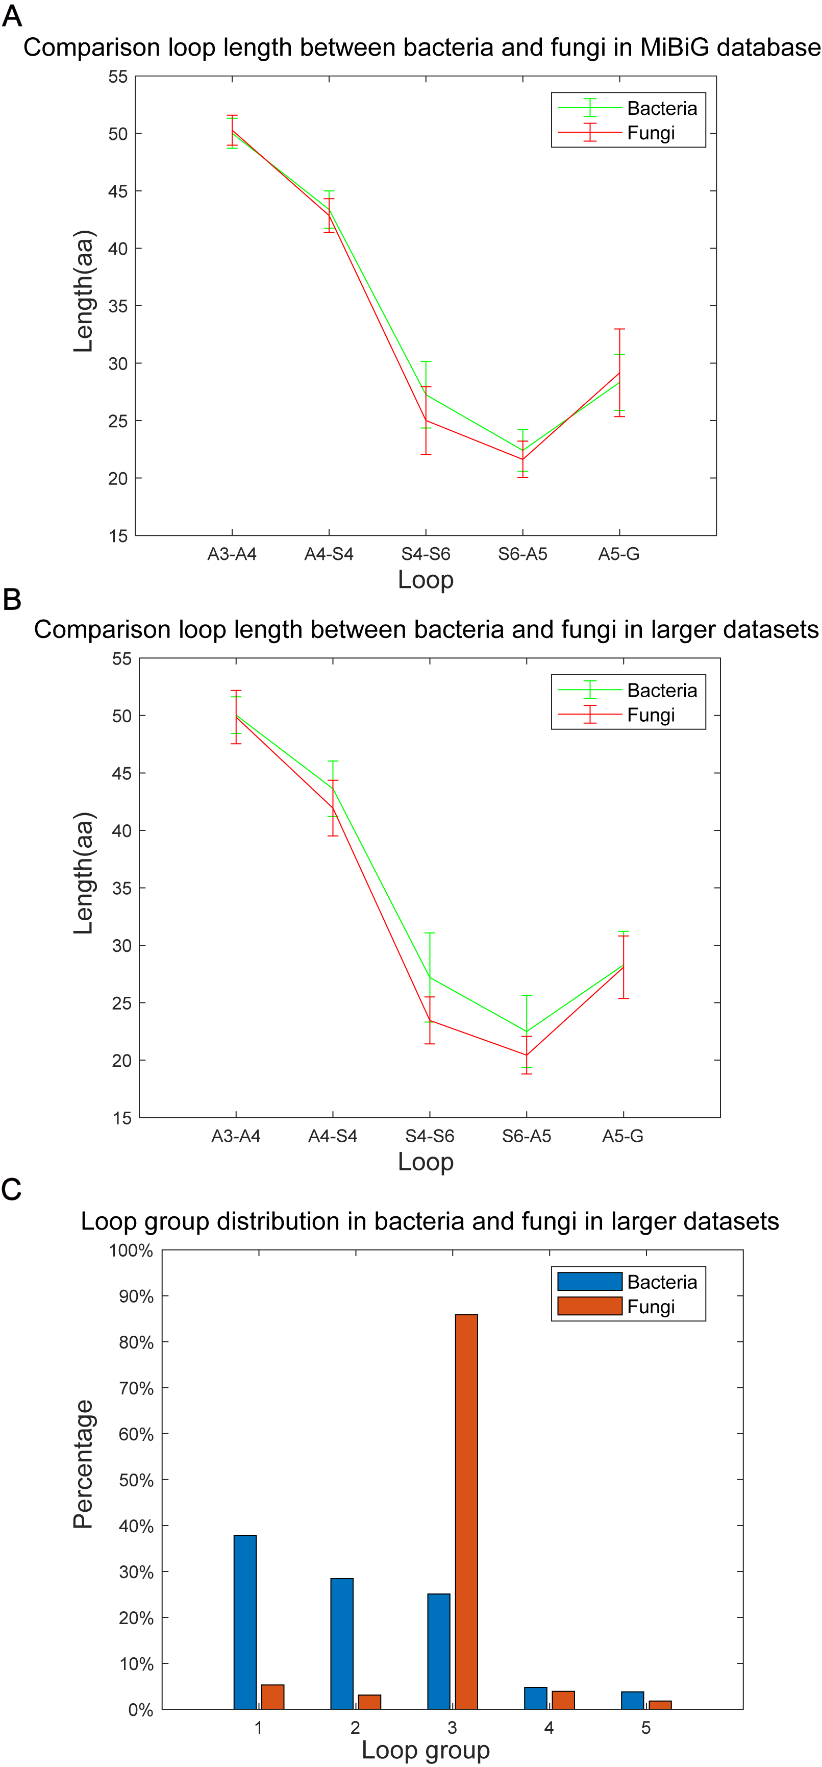 A
Comparison loop length between bacteria and fungi in MiBiG database
55
50
45
40
35
30
25
20
15
Length(aa)
Bacteria
Fungi
A3-A4 A4-S4 S4-S6 S6-A5 A5-G
Loop
B
Comparison loop length between bacteria and fungi in larger datasets
55
50
45
40
35
30
25
20
15
Length(aa)
Bacteria
Fungi
A3-A4 A4-S4 S4-S6 S6-A5 A5-G
Loop
C
Loop group distribution in bacteria and fungi in larger datasets
100%
90%
80%
70%
60%
50%
40%
30%
20%
10%
0%
Percentage
Bacteria
Fungi
1 2 3 4 5
Loop group